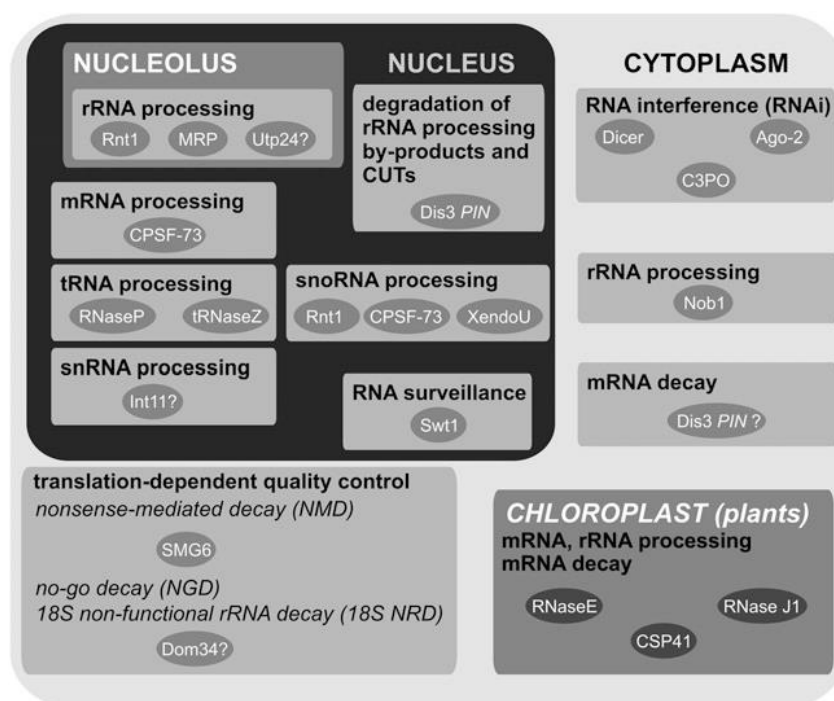 NUCLEOLUS
rRNA processing
Rnt1 MRP Utp24?
NUCLEUS
degradation of
rRNA processing
by-products and
CUTs
Dis3 PIN
mRNA processing
CPSF-73
tRNA processing
RNaseP tRNaseZ
snoRNA processing
Rnt1 CPSF-73 XendoU
snRNA processing
Int11?
RNA surveillance
Swt1
CYTOPLASM
RNA interference (RNAi)
Dicer Ago-2
C3PO
rRNA processing
Nob1
mRNA decay
Dis3 PIN ?
translation-dependent quality control
nonsense-mediated decay (NMD)
SMG6
no-go decay (NGD)
18S non-functional rRNA decay (18S NRD)
Dom34?
CHLOROPLAST (plants)
mRNA, rRNA processing
mRNA decay
RNaseE RNase J1
CSP41